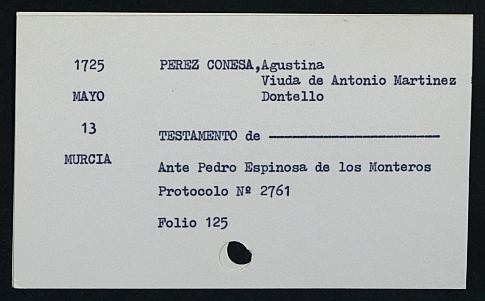 1725 PEREZ CONESA,Agustina
Viuda de Antonio Martinez
MAYO Dontello
13
TESTAMENTO de ————————————
MURCIA
Ante Pedro Espinosa de los Monteros
Protocolo Nº 2761
Folio 125